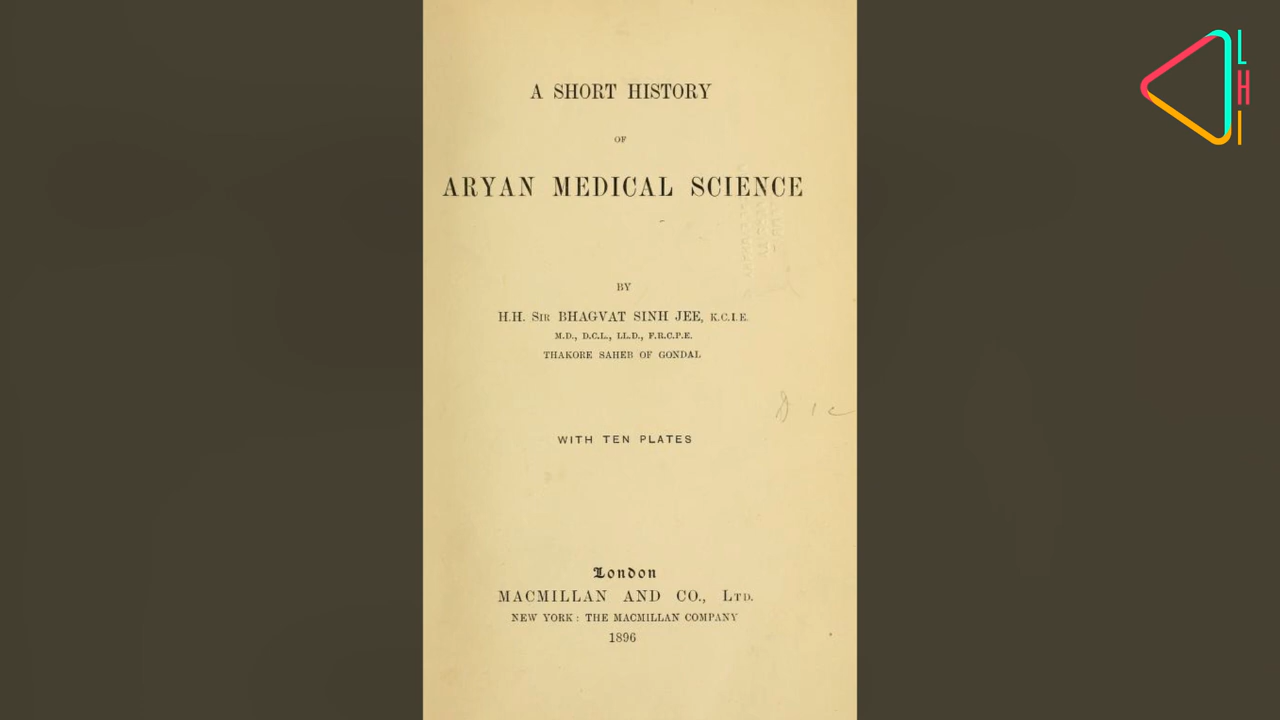 A SHORT HISTORY
OF
ARYAN MEDICAL SCIENCE
BY
H.H. Sir BHAGVAT SINH JEE, K.C.I.E.
M.D., D.C.L., LL.D., F.R.C.P.E.
THAKORE SAHEB OF GONDAL
WITH TEN PLATES
London
MACMILLAN AND CO., Ltd.
NEW YORK : THE MACMILLAN COMPANY
1896
LHI